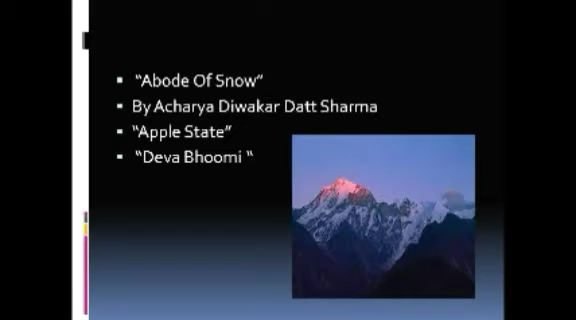 "Abode Of Snow"
By Acharya Diwakar Datt Sharma
"Apple State"
"Deva Bhoomi "